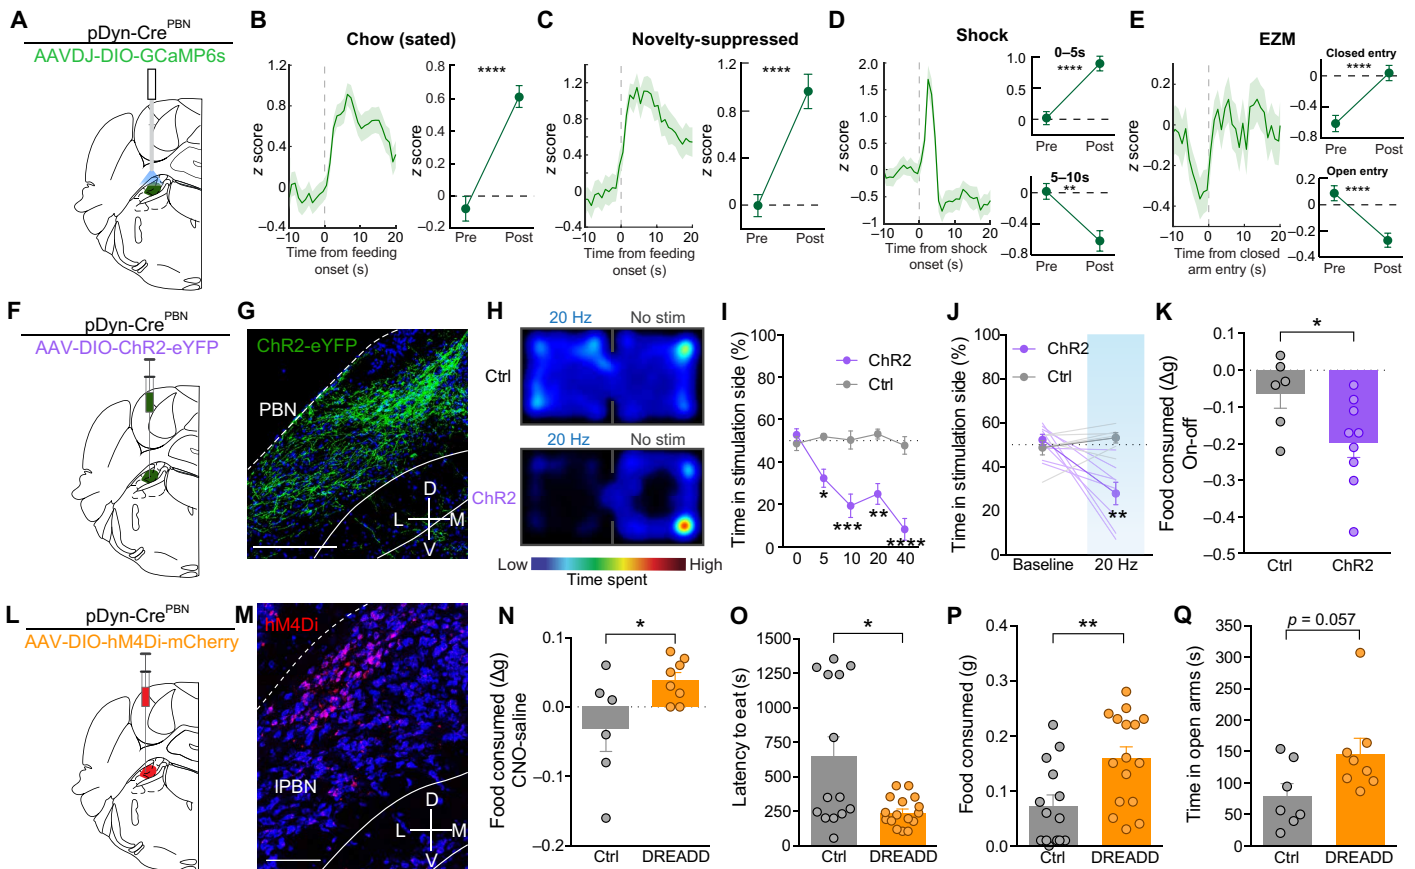 A
pDyn-Cre^PBN
AAVDJ-DIO-GCaMP6s
B
Chow (sated)
z score
1.2
0.8
0.4
0
−0.4
−10
0
10
20
Time from feeding
onset (s)
0.8
0.6
0.4
0.2
0
−0.2
****
z score
Pre
Post
C
Novelty-suppressed
z score
1.2
0.8
0.4
0
−0.4
−10
0
10
20
Time from feeding
onset (s)
1.2
0.8
0.4
0
****
z score
Pre
Post
D
Shock
z score
2
1.5
1
0.5
0
−0.5
−1
−10
0
10
20
Time from shock
onset (s)
0–5s
****
1.0
0.5
0
Pre
Post
5–10s
**
0.4
0
−0.4
−0.8
Pre
Post
E
EZM
z score
0.2
0
−0.2
−0.4
−10
0
10
20
Time from closed
arm entry (s)
Closed entry
****
0
−0.4
−0.8
Pre
Post
Open entry
****
0.2
0
−0.2
−0.4
Pre
Post
F
pDyn-Cre^PBN
AAV-DIO-ChR2-eYFP
G
ChR2-eYFP
PBN
D
L
M
V
H
20 Hz
No stim
Ctrl
20 Hz
No stim
ChR2
Low
High
Time spent
I
Time in stimulation side (%)
100
80
60
40
20
0
ChR2
Ctrl
*
***
**
****
0
5
10
20
40
J
Time in stimulation side (%)
100
80
60
40
20
0
ChR2
Ctrl
**
Baseline
20 Hz
K
Food consumed (Δg)
On-off
0.1
−0.0
−0.1
−0.2
−0.3
−0.4
−0.5
*
Ctrl
ChR2
L
pDyn-Cre^PBN
AAV-DIO-hM4Di-mCherry
M
hM4Di
lPBN
D
L
M
V
N
Food consumed (Δg)
CNO-saline
0.1
0.0
−0.1
−0.2
*
Ctrl
DREADD
O
Latency to eat (s)
1500
1250
1000
750
500
250
0
*
Ctrl
DREADD
P
Food consumed (g)
0.4
0.3
0.2
0.1
0.0
**
Ctrl
DREADD
Q
Time in open arms (s)
350
300
250
200
150
100
50
0
p = 0.057
Ctrl
DREADD